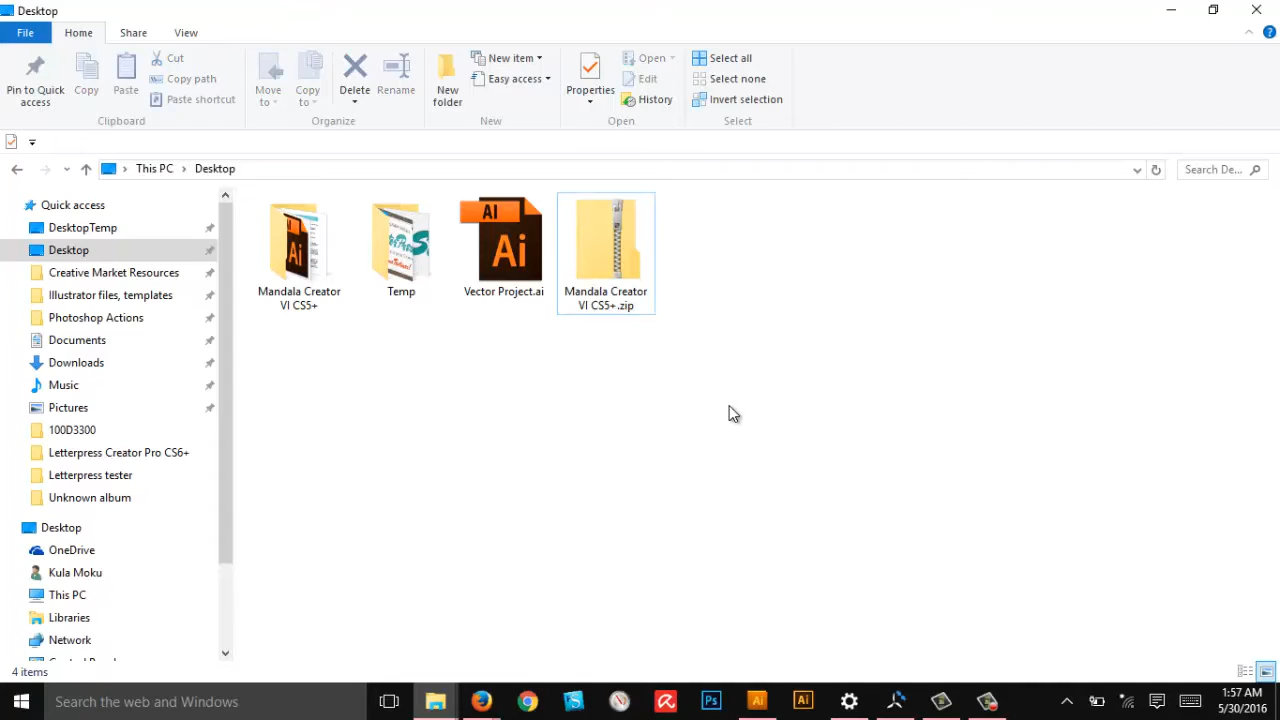 Desktop
File Home Share View
Pin to Quick access
Copy
Paste
Cut
Copy path
Paste shortcut
Clipboard
Move to
Copy to
Delete
Rename
Organize
New folder
New item
Easy access
New
Properties
Open
Edit
History
Open
Select all
Select none
Invert selection
Select
This PC > Desktop
Search De...
Quick access
DesktopTemp
Desktop
Creative Market Resources
Illustrator files, templates
Photoshop Actions
Documents
Downloads
Music
Pictures
100D3300
Letterpress Creator Pro CS6+
Letterpress tester
Unknown album
Desktop
OneDrive
Kula Moku
This PC
Libraries
Network
Mandala Creator
VI CS5+
Temp
AI
Ai
Vector Project.ai
Mandala Creator
VI CS5+.zip
4 items
Search the web and Windows
Ps
Ai
Ai
1:57 AM
5/30/2016